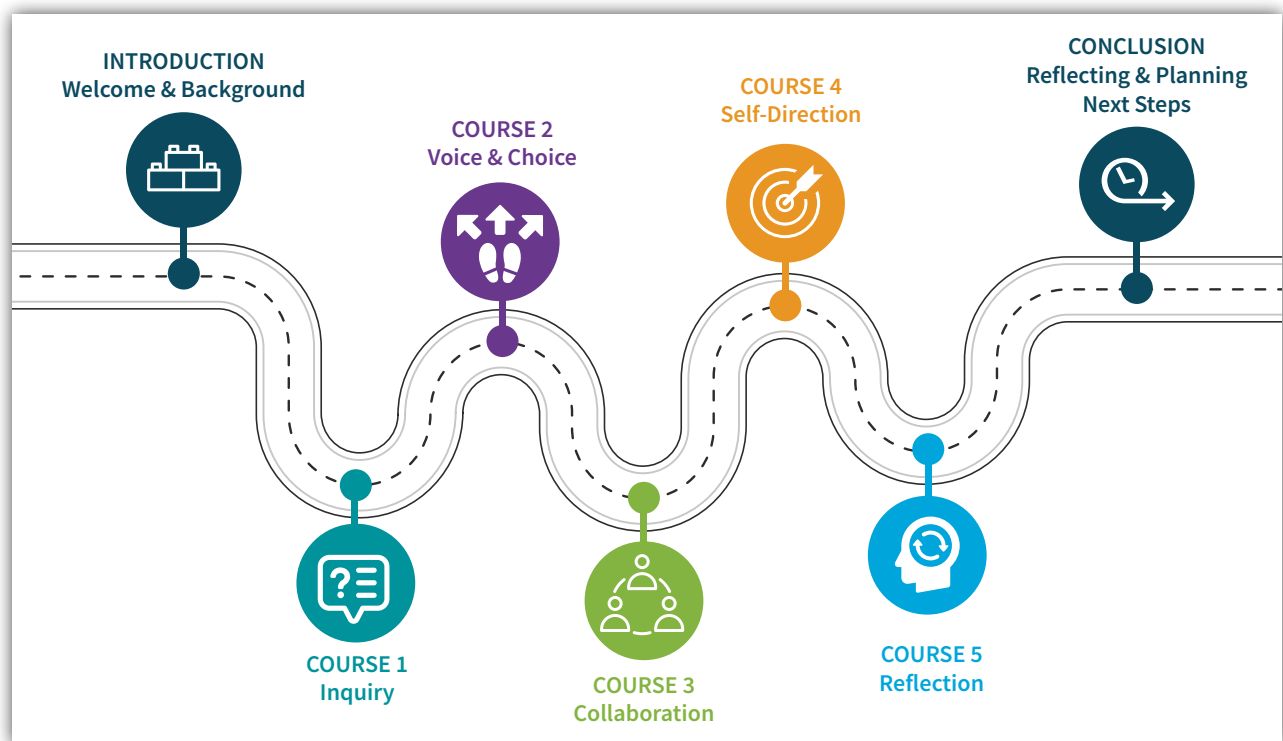 INTRODUCTION
Welcome & Background
COURSE 1
Inquiry
COURSE 2
Voice & Choice
COURSE 3
Collaboration
COURSE 4
Self-Direction
COURSE 5
Reflection
CONCLUSION
Reflecting & Planning
Next Steps
?